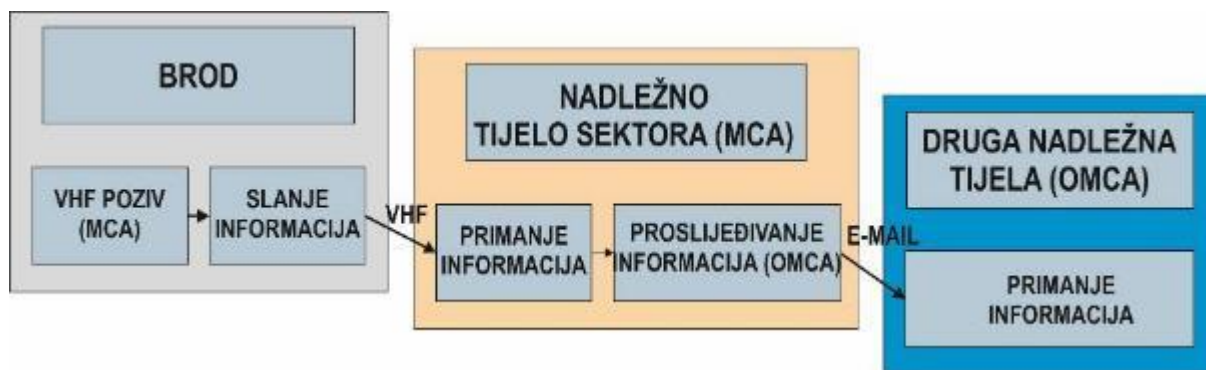 BROD
VHF POZIV
(MCA)
SLANJE
INFORMACIJA
VHF
NADLEŽNO
TIJELO SEKTORA (MCA)
PRIMANJE
INFORMACIJA
PROSLIJEĐIVANJE
INFORMACIJA (OMCA)
E-MAIL
DRUGA NADLEŽNA
TIJELA (OMCA)
PRIMANJE
INFORMACIJA